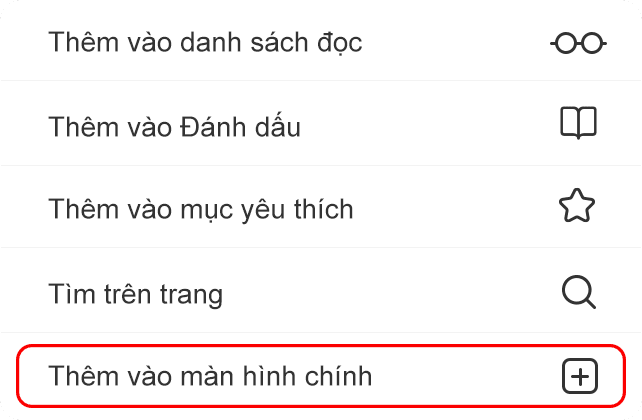 Thêm vào danh sách đọc
Thêm vào Đánh dấu
Thêm vào mục yêu thích
Tìm trên trang
Thêm vào màn hình chính